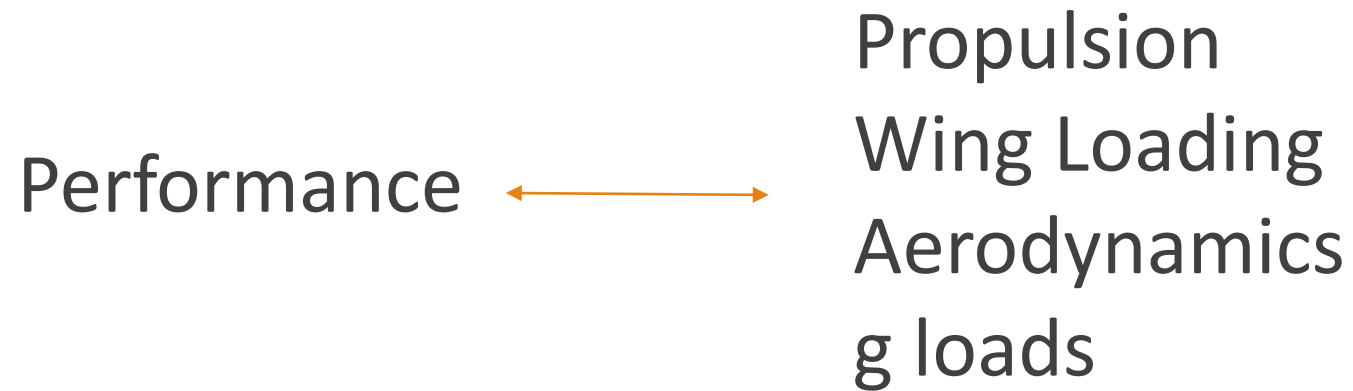 Performance
Propulsion
Wing Loading
Aerodynamics
g loads